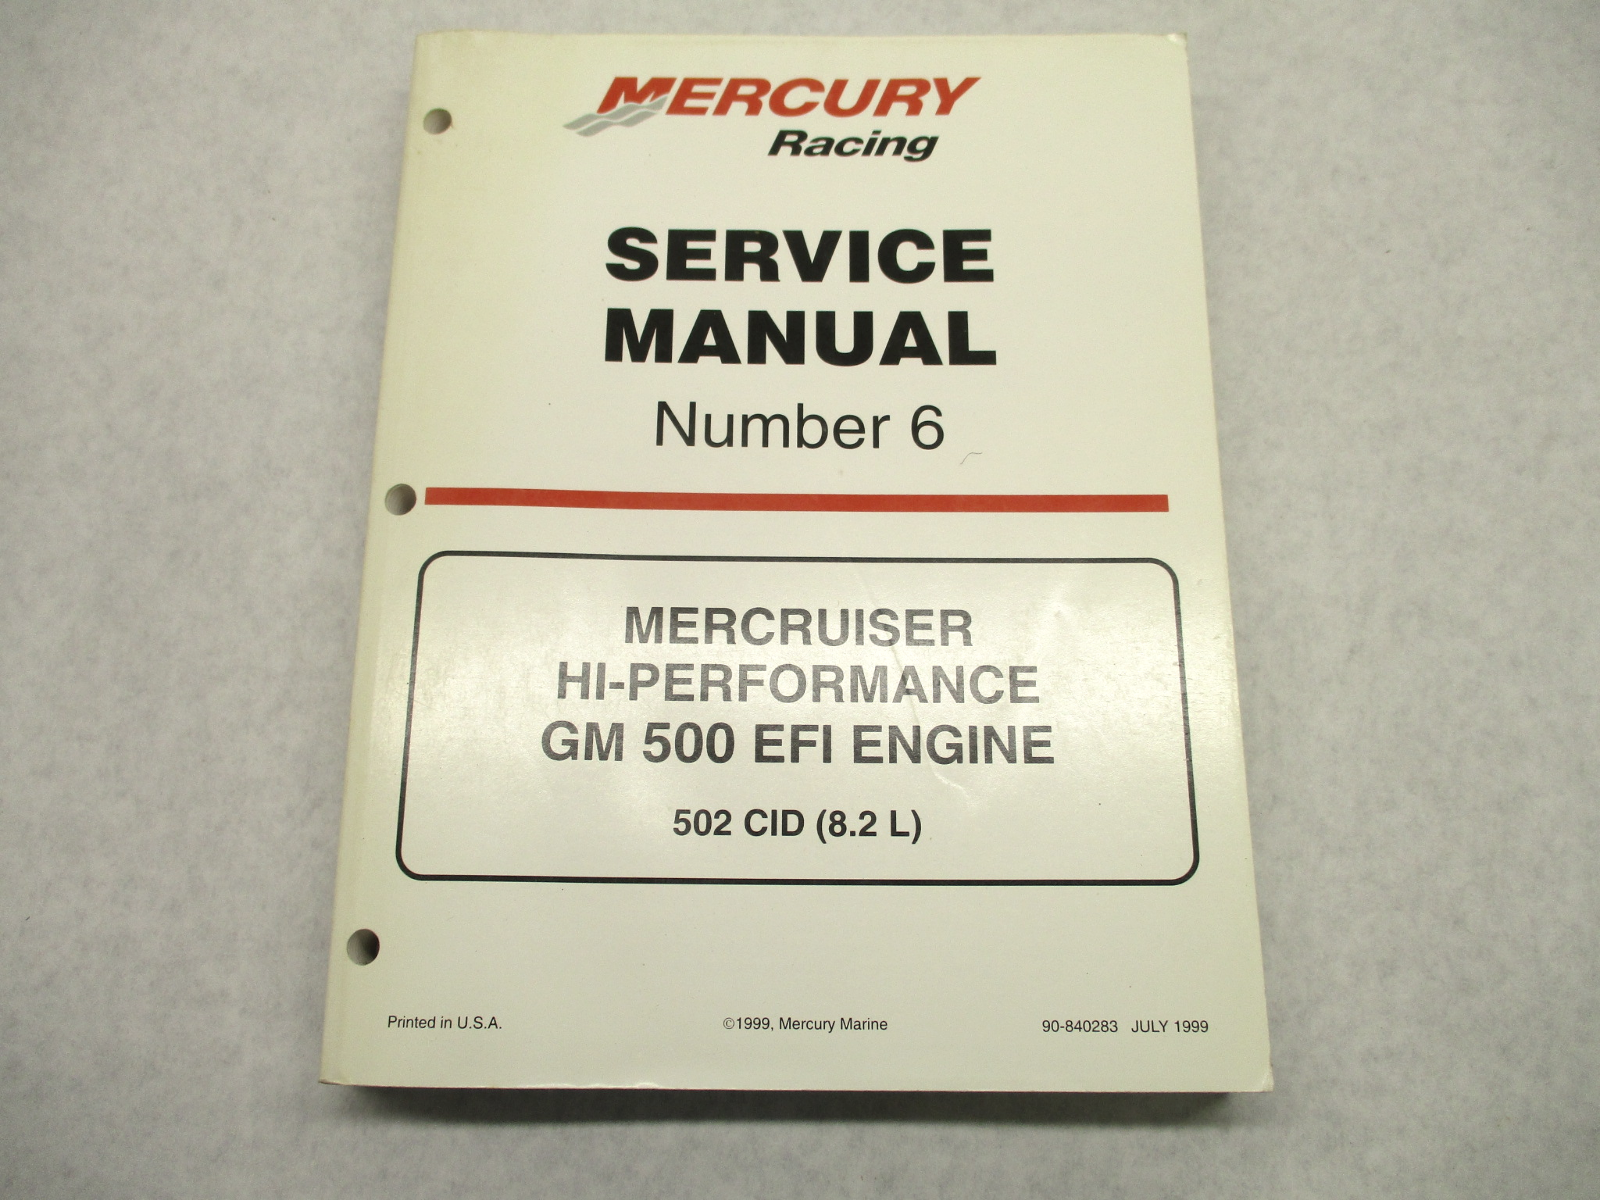 MERCURY
Racing
SERVICE
MANUAL
Number 6
MERCRUISER
HI-PERFORMANCE
GM 500 EFI ENGINE
502 CID (8.2 L)
Printed in U.S.A. ©1999, Mercury Marine 90-840283 JULY 1999